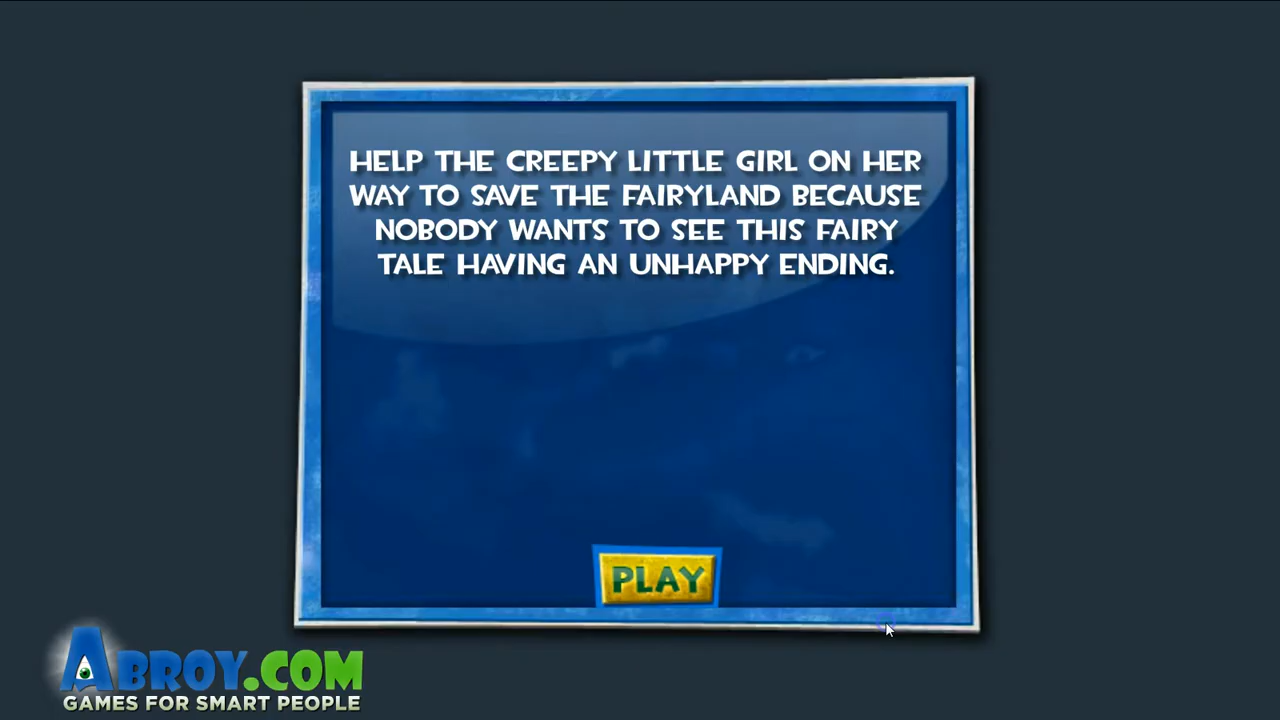 HELP THE CREEPY LITTLE GIRL ON HER
WAY TO SAVE THE FAIRYLAND BECAUSE
NOBODY WANTS TO SEE THIS FAIRY
TALE HAVING AN UNHAPPY ENDING.
PLAY
ABROY.COM
GAMES FOR SMART PEOPLE